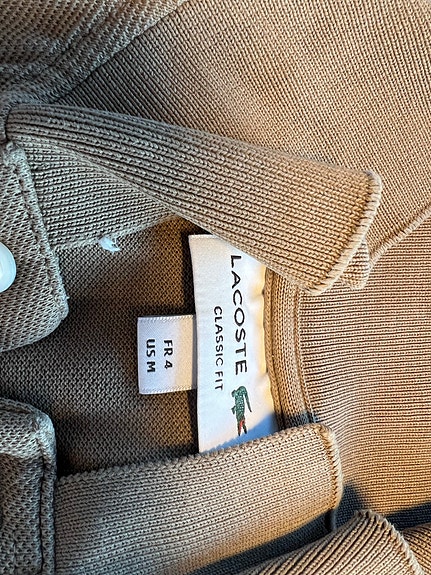 LACOSTE
CLASSIC FIT
FR 4
US M